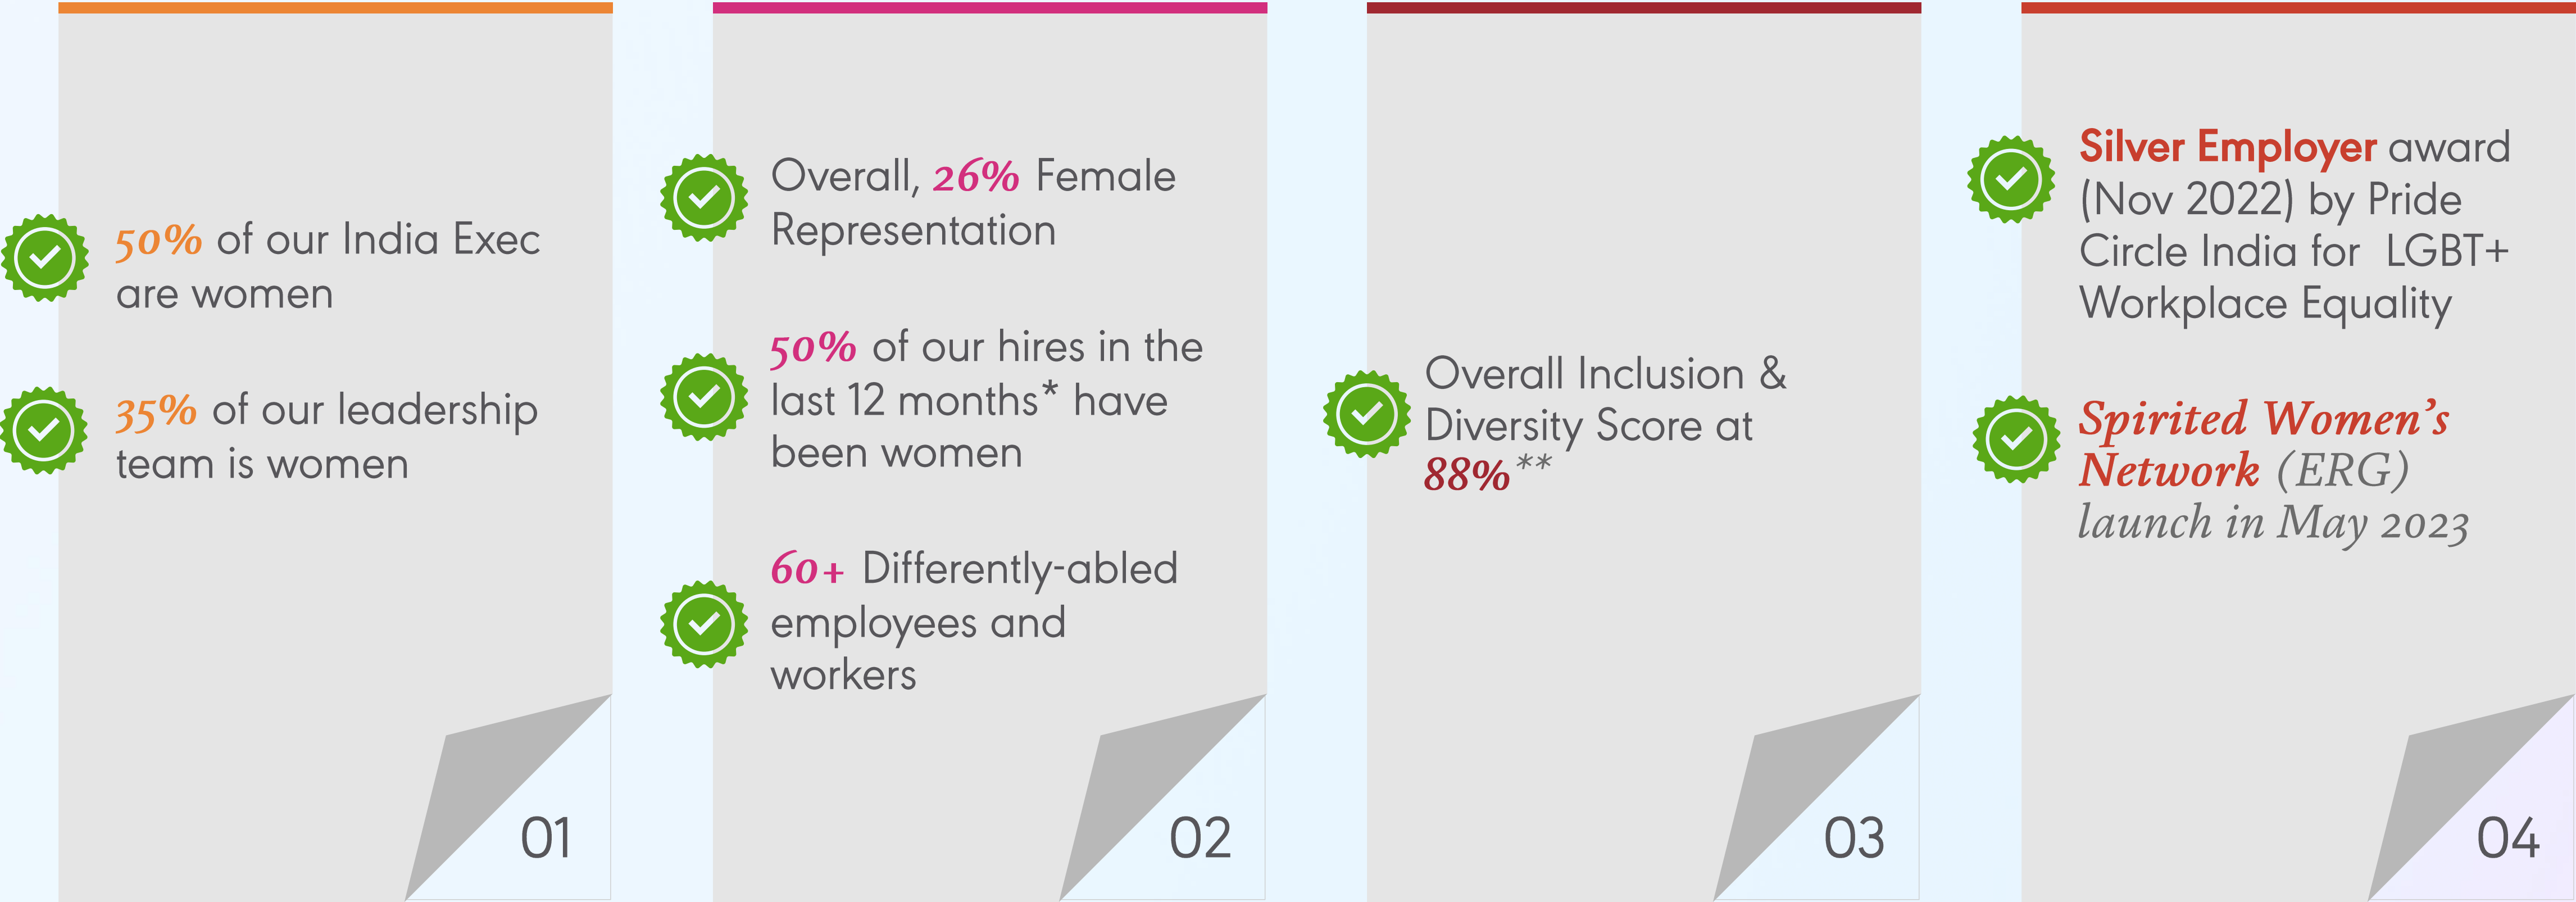 50% of our India Exec
are women
35% of our leadership
team is women
01
Overall, 26% Female
Representation
50% of our hires in the
last 12 months* have
been women
60+ Differently-abled
employees and
workers
02
Overall Inclusion &
Diversity Score at
88%**
03
Silver Employer award
(Nov 2022) by Pride
Circle India for LGBT+
Workplace Equality
Spirited Women’s
Network (ERG)
launch in May 2023
04